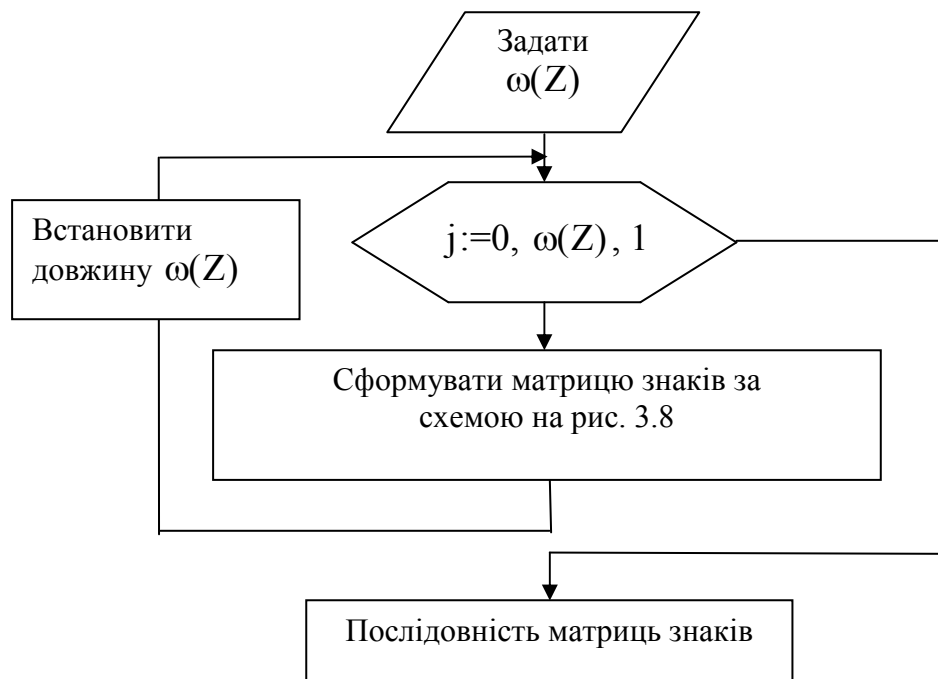 Задати
ω(Z)
Встановити
довжину ω(Z)
j:=0, ω(Z), 1
Сформувати матрицю знаків за
схемою на рис. 3.8
Послідовність матриць знаків